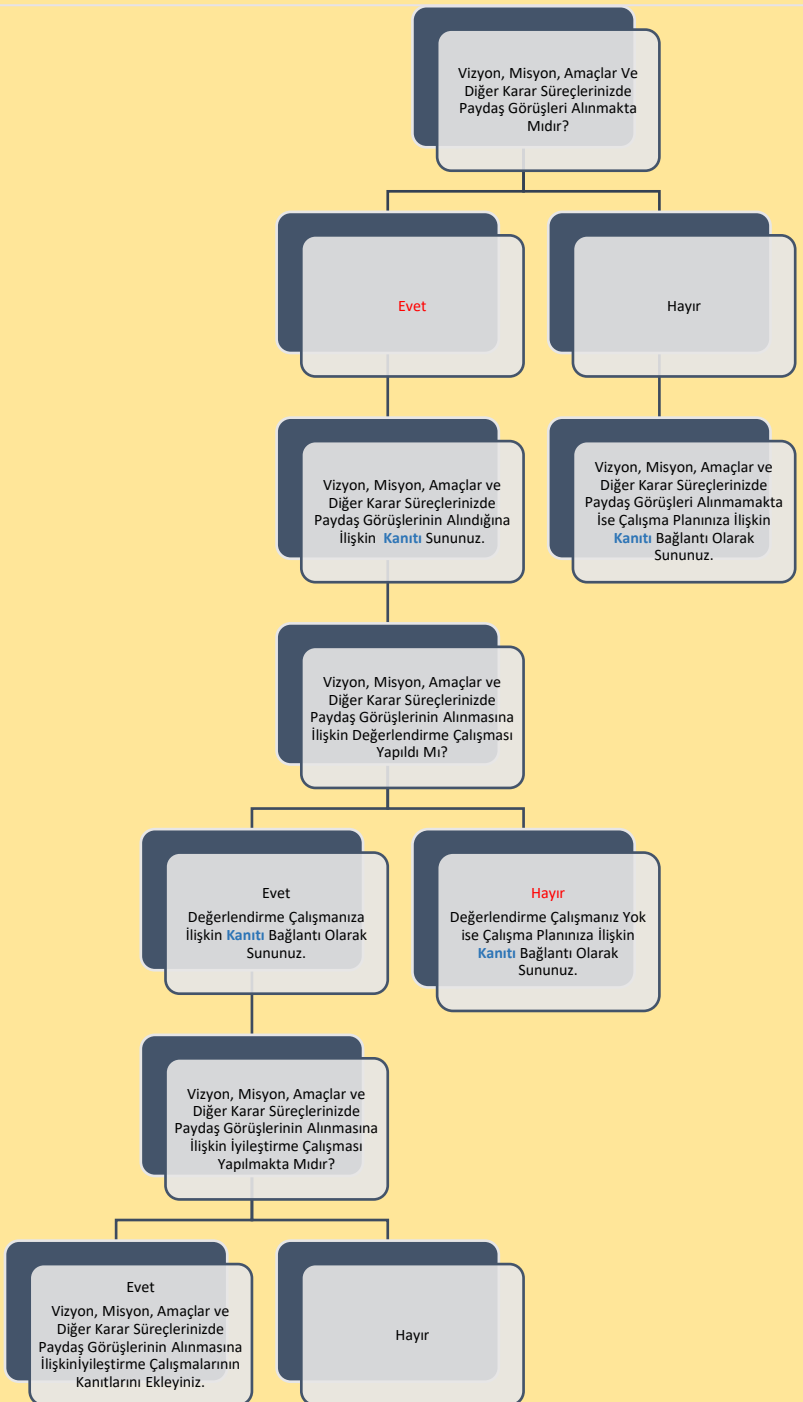 Vizyon, Misyon, Amaçlar Ve
Diğer Karar Süreçlerinizde
Paydaş Görüşleri Alınmakta
Mıdır?
Evet
Hayır
Vizyon, Misyon, Amaçlar ve
Diğer Karar Süreçlerinizde
Paydaş Görüşlerinin Alındığına
İlişkin Kanıtı Sununuz.
Vizyon, Misyon, Amaçlar ve
Diğer Karar Süreçlerinizde
Paydaş Görüşleri Alınmamakta
İse Çalışma Planınıza İlişkin
Kanıtı Bağlantı Olarak
Sununuz.
Vizyon, Misyon, Amaçlar ve
Diğer Karar Süreçlerinizde
Paydaş Görüşlerinin Alınmasına
İlişkin Değerlendirme Çalışması
Yapıldı Mı?
Evet
Değerlendirme Çalışmanıza
İlişkin Kanıtı Bağlantı Olarak
Sununuz.
Hayır
Değerlendirme Çalışmanız Yok
ise Çalışma Planınıza İlişkin
Kanıtı Bağlantı Olarak
Sununuz.
Vizyon, Misyon, Amaçlar ve
Diğer Karar Süreçlerinizde
Paydaş Görüşlerinin Alınmasına
İlişkin İyileştirme Çalışması
Yapılmakta Mıdır?
Evet
Vizyon, Misyon, Amaçlar ve
Diğer Karar Süreçlerinizde
Paydaş Görüşlerinin Alınmasına
İlişkinİyileştirme Çalışmalarının
Kanıtlarını Ekleyiniz.
Hayır